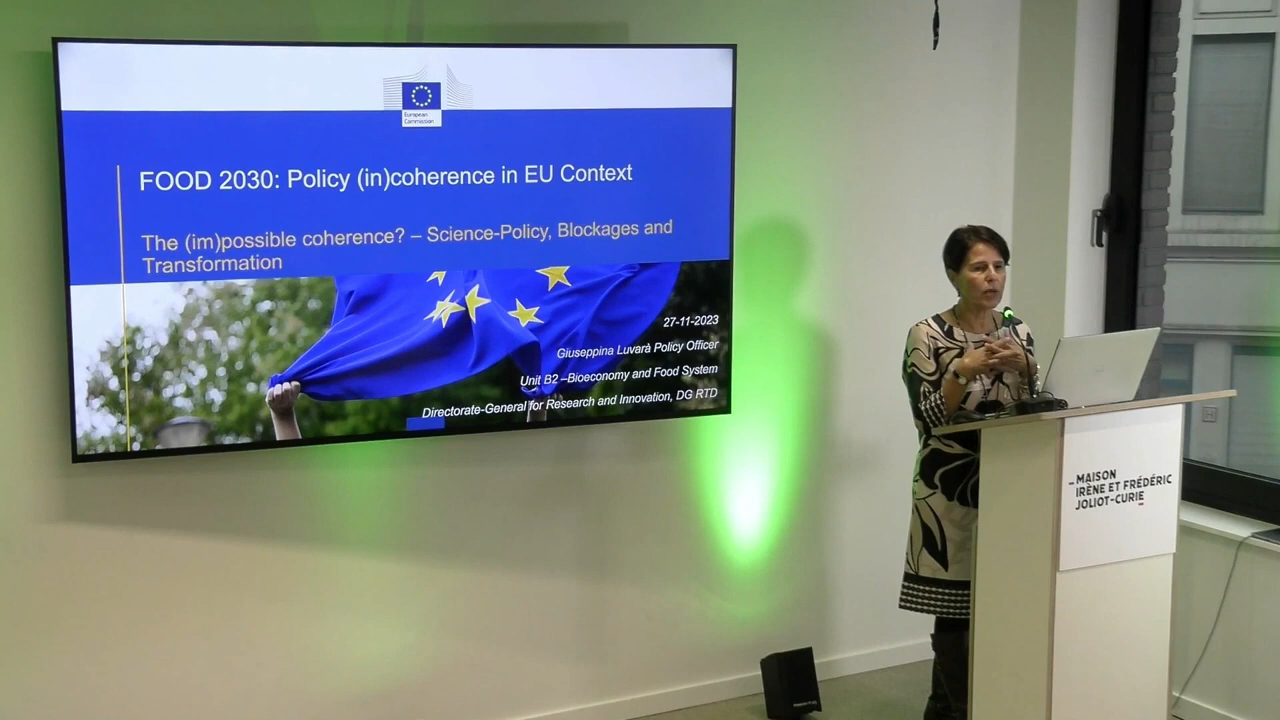 European
Commission
FOOD 2030: Policy (in)coherence in EU Context
The (im)possible coherence? – Science-Policy, Blockages and
Transformation
27-11-2023
Giuseppina Luvarà Policy Officer
Unit B2 –Bioeconomy and Food System
Directorate-General for Research and Innovation, DG RTD
MAISON
IRÈNE ET FRÉDÉRIC
JOLIOT-CURIE